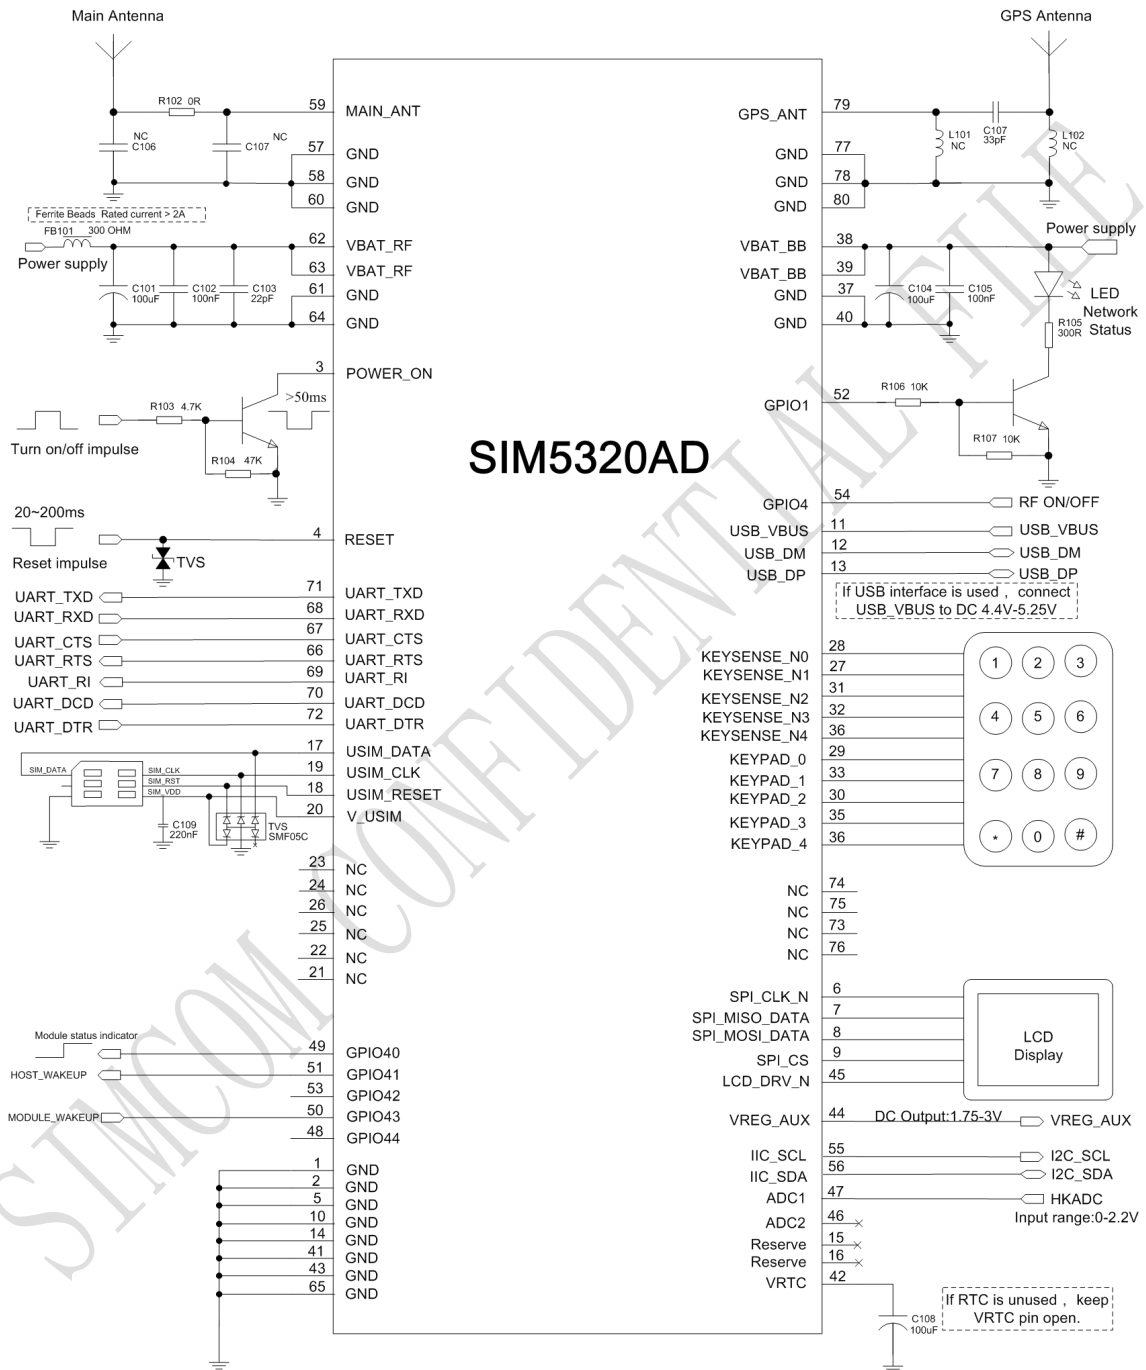 Main Antenna
GPS Antenna
R102 0R
59
MAIN_ANT
NC
C106
NC
C107
57
GND
58
GND
60
GND
79
GPS_ANT
L101
NC
C107
33pF
L102
NC
77
GND
78
GND
80
GND
Ferrite Beads Rated current > 2A
FB101 300 OHM
Power supply
62
VBAT_RF
63
VBAT_RF
61
GND
64
GND
C101
100uF
C102
100nF
C103
22pF
Power supply
38
VBAT_BB
39
VBAT_BB
37
GND
40
GND
C104
100uF
C105
100nF
LED
Network
Status
R105
300R
3
POWER_ON
>50ms
R103 4.7K
Turn on/off impulse
R104 47K
52
GPIO1
R106 10K
R107 10K
SIM5320AD
20~200ms
Reset impulse
TVS
4
RESET
54
GPIO4
RF ON/OFF
11
USB_VBUS
USB_VBUS
12
USB_DM
USB_DM
13
USB_DP
USB_DP
If USB interface is used , connect
USB_VBUS to DC 4.4V-5.25V
UART_TXD
71
UART_TXD
UART_RXD
68
UART_RXD
UART_CTS
67
UART_CTS
UART_RTS
66
UART_RTS
UART_RI
69
UART_RI
UART_DCD
70
UART_DCD
UART_DTR
72
UART_DTR
28
KEYSENSE_N0
27
KEYSENSE_N1
31
KEYSENSE_N2
32
KEYSENSE_N3
36
KEYSENSE_N4
29
KEYPAD_0
33
KEYPAD_1
30
KEYPAD_2
35
KEYPAD_3
36
KEYPAD_4
1 2 3
4 5 6
7 8 9
* 0 #
17
USIM_DATA
19
USIM_CLK
18
USIM_RESET
20
V_USIM
SIM_DATA
SIM_CLK
SIM_RST
SIM_VDD
C109
220nF
TVS
SMF05C
23
NC
24
NC
26
NC
25
NC
22
NC
21
NC
74
NC
75
NC
73
NC
76
NC
6
SPI_CLK_N
7
SPI_MISO_DATA
8
SPI_MOSI_DATA
9
SPI_CS
45
LCD_DRV_N
LCD
Display
Module status indicator
49
GPIO40
HOST_WAKEUP
51
GPIO41
53
GPIO42
MODULE_WAKEUP
50
GPIO43
48
GPIO44
44
VREG_AUX
DC Output:1.75-3V
VREG_AUX
55
IIC_SCL
I2C_SCL
56
IIC_SDA
I2C_SDA
47
ADC1
HKADC
Input range:0-2.2V
46
ADC2
15
Reserve
16
Reserve
42
VRTC
C108
100uF
If RTC is unused , keep
VRTC pin open.
1
GND
2
GND
5
GND
10
GND
14
GND
41
GND
43
GND
65
GND
SIMCOM CONFIDENTIAL FILE